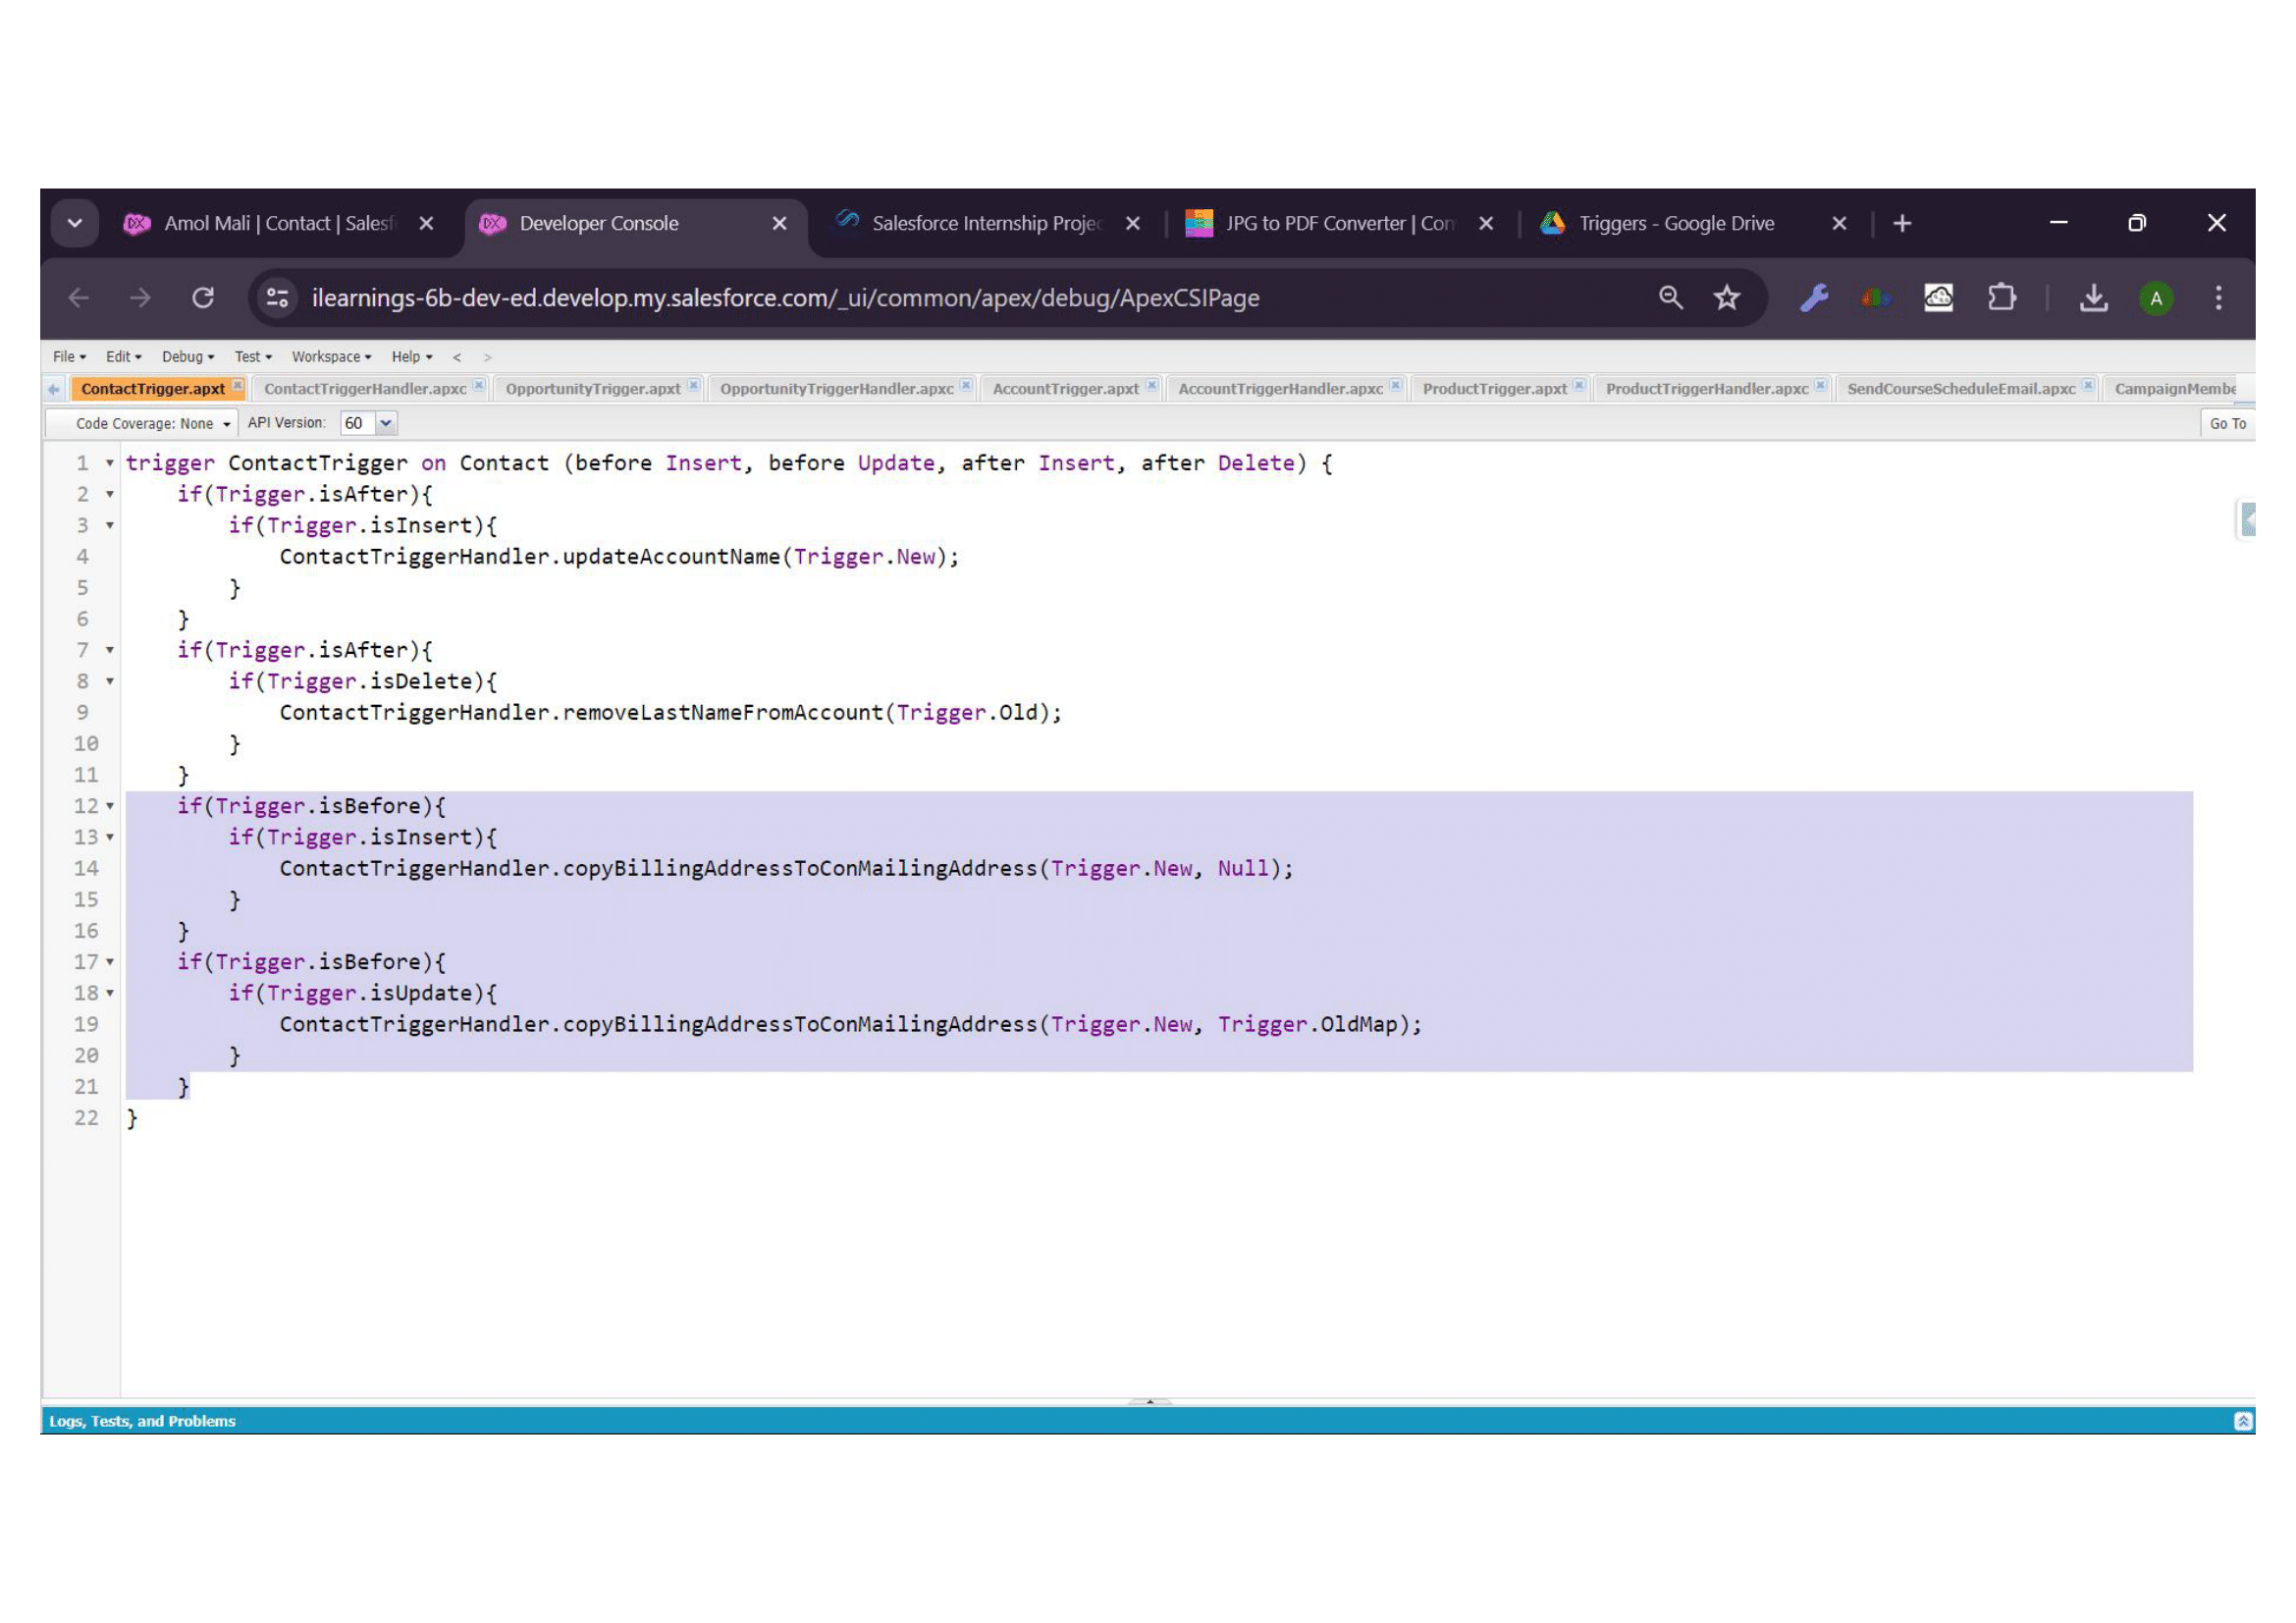 Amol Mali | Contact | Salesf
Developer Console
Salesforce Internship Projec
JPG to PDF Converter | Con
Triggers - Google Drive
ilearnings-6b-dev-ed.develop.my.salesforce.com/_ui/common/apex/debug/ApexCSIPage
A
File Edit Debug Test Workspace Help < >
ContactTrigger.apxt ContactTriggerHandler.apxc OpportunityTrigger.apxt OpportunityTriggerHandler.apxc AccountTrigger.apxt AccountTriggerHandler.apxc ProductTrigger.apxt ProductTriggerHandler.apxc SendCourseScheduleEmail.apxc CampaignMembe
Code Coverage: None API Version: 60 Go To
1 trigger ContactTrigger on Contact (before Insert, before Update, after Insert, after Delete) {
2 if(Trigger.isAfter){
3 if(Trigger.isInsert){
4 ContactTriggerHandler.updateAccountName(Trigger.New);
5 }
6 }
7 if(Trigger.isAfter){
8 if(Trigger.isDelete){
9 ContactTriggerHandler.removeLastNameFromAccount(Trigger.Old);
10 }
11 }
12 if(Trigger.isBefore){
13 if(Trigger.isInsert){
14 ContactTriggerHandler.copyBillingAddressToConMailingAddress(Trigger.New, Null);
15 }
16 }
17 if(Trigger.isBefore){
18 if(Trigger.isUpdate){
19 ContactTriggerHandler.copyBillingAddressToConMailingAddress(Trigger.New, Trigger.OldMap);
20 }
21 }
22 }
Logs, Tests, and Problems